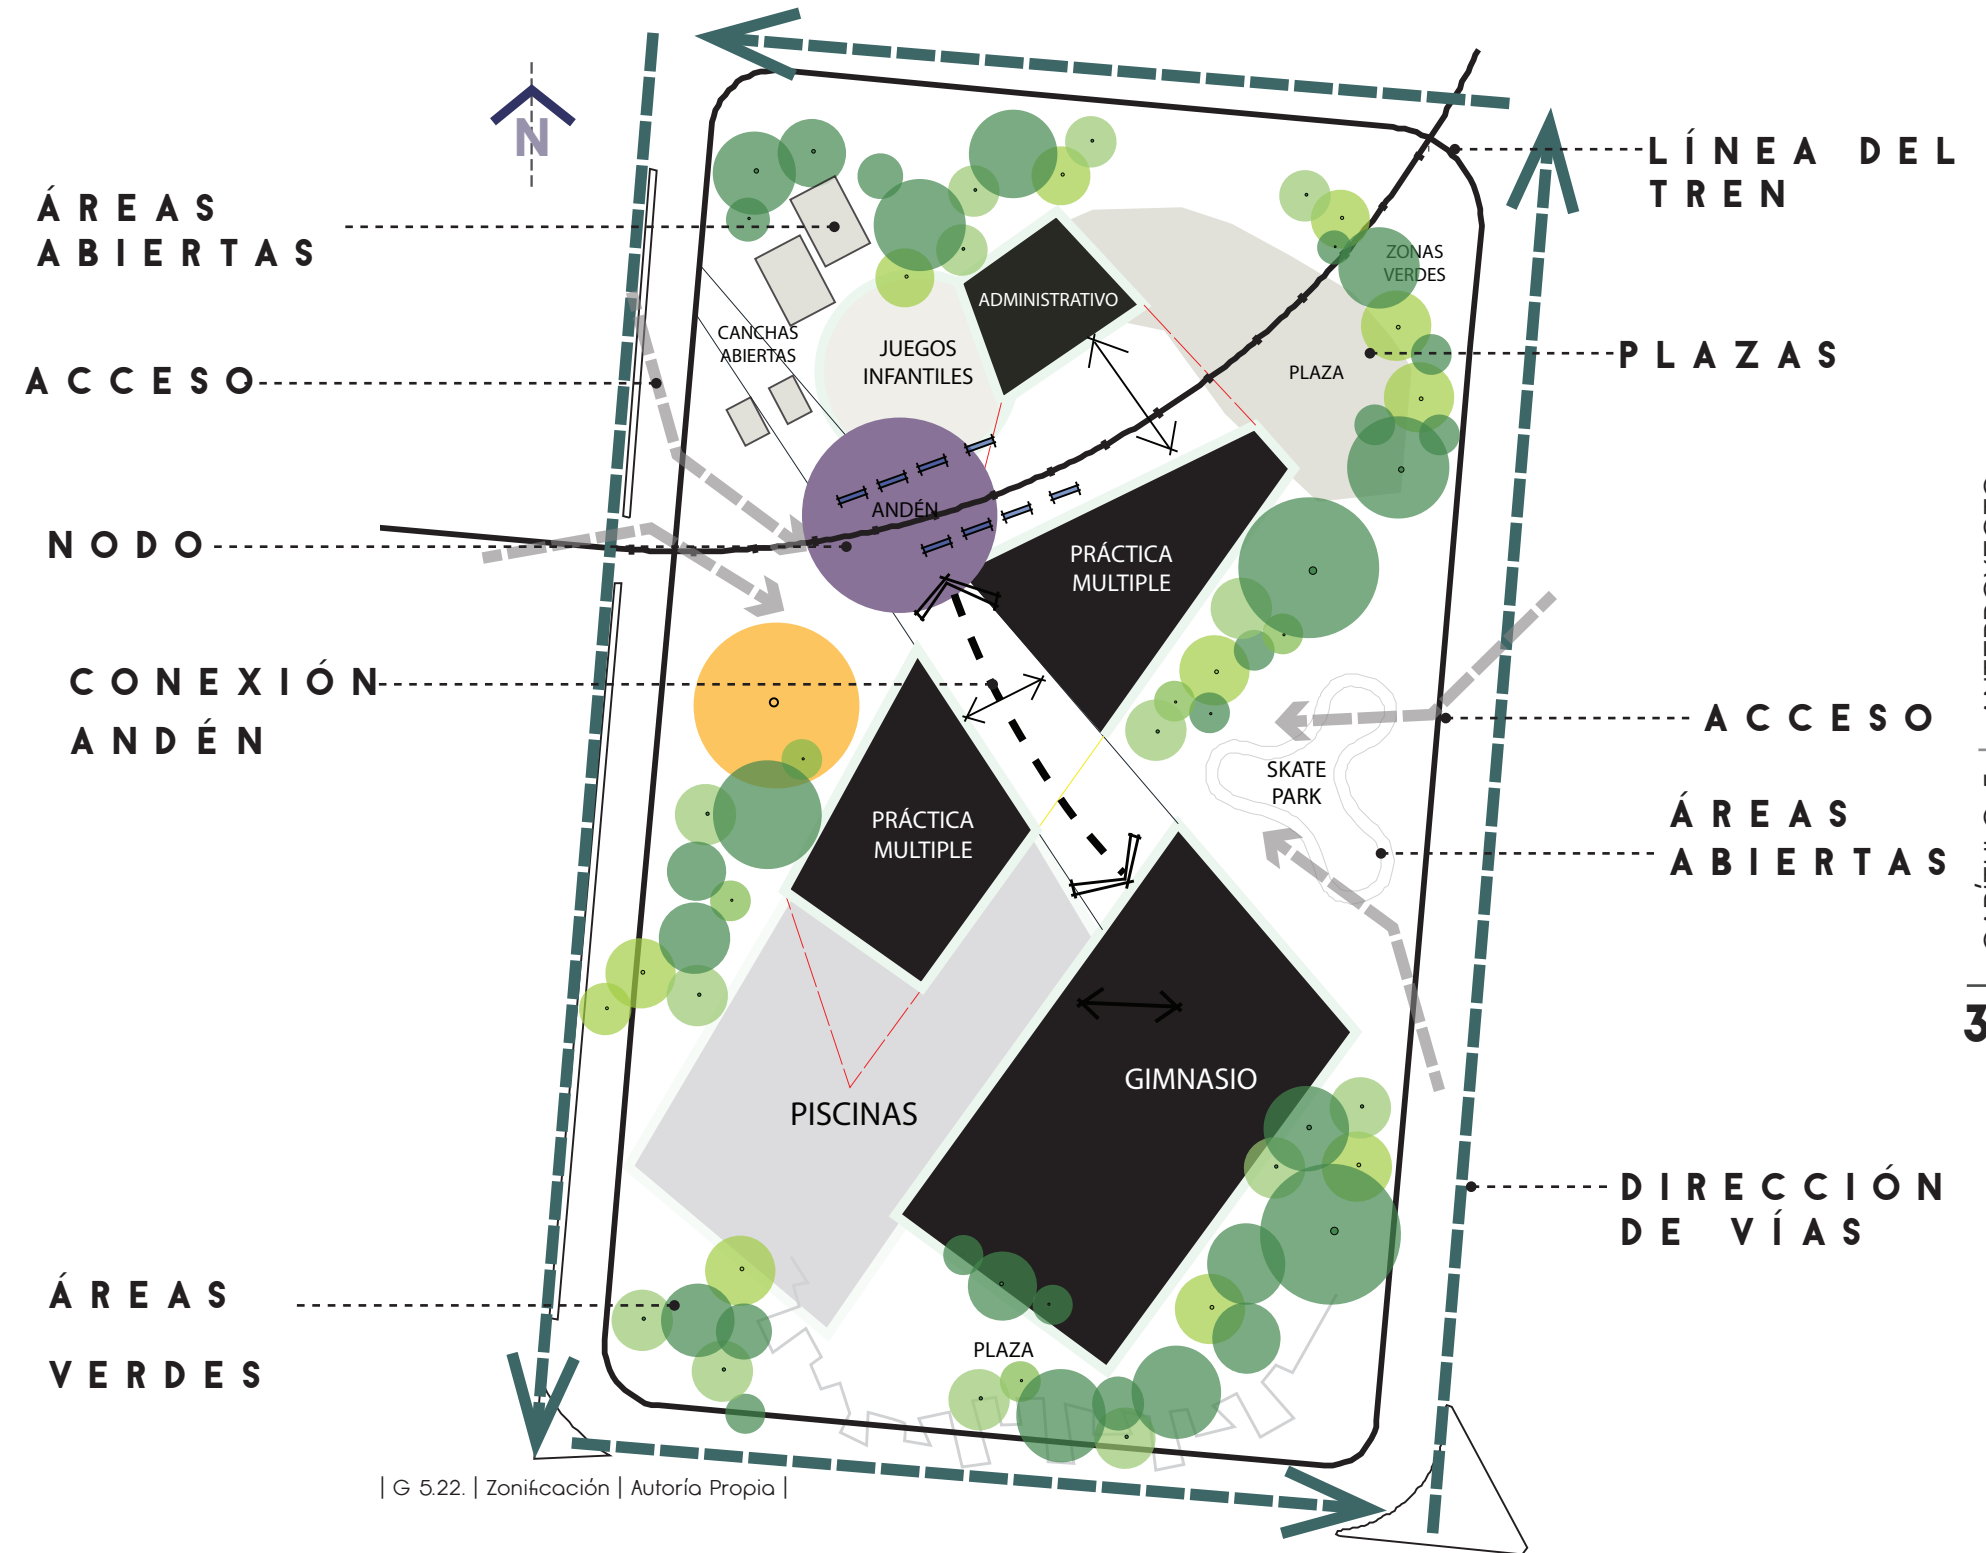 N
LÍNEA DEL
TREN
ÁREAS
ABIERTAS
ZONAS
VERDES
ADMINISTRATIVO
CANCHAS
ABIERTAS
JUEGOS
INFANTILES
PLAZA
PLAZAS
ACCESO
ANDÉN
NODO
PRÁCTICA
MULTIPLE
CONEXIÓN
ANDÉN
ACCESO
SKATE
PARK
PRÁCTICA
MULTIPLE
ÁREAS
ABIERTAS
3
GIMNASIO
PISCINAS
DIRECCIÓN
DE VÍAS
ÁREAS
VERDES
PLAZA
| G 5.22. | Zonificación | Autoría Propia |